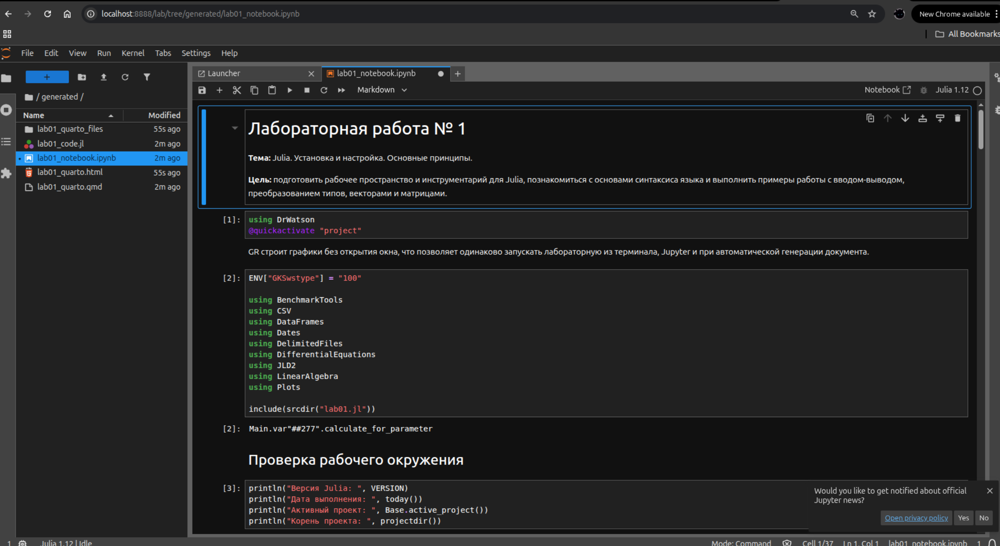 localhost:8888/lab/tree/generated/lab01_notebook.ipynb
New Chrome available
All Bookmarks
File Edit View Run Kernel Tabs Settings Help
+
/ generated /
Name Modified
lab01_quarto_files 55s ago
lab01_code.jl 2m ago
lab01_notebook.ipynb 2m ago
lab01_quarto.html 55s ago
lab01_quarto.qmd 2m ago
Launcher
lab01_notebook.ipynb
Markdown
Notebook
Julia 1.12
Лабораторная работа № 1
Тема: Julia. Установка и настройка. Основные принципы.
Цель: подготовить рабочее пространство и инструментарий для Julia, познакомиться с основами синтаксиса языка и выполнить примеры работы с вводом-выводом,
преобразованием типов, векторами и матрицами.
[1]: using DrWatson
@quickactivate "project"
GR строит графики без открытия окна, что позволяет одинаково запускать лабораторную из терминала, Jupyter и при автоматической генерации документа.
[2]: ENV["GKSwstype"] = "100"
using BenchmarkTools
using CSV
using DataFrames
using Dates
using DelimitedFiles
using DifferentialEquations
using JLD2
using LinearAlgebra
using Plots
include(srcdir("lab01.jl"))
[2]: Main.var"##277".calculate_for_parameter
Проверка рабочего окружения
[3]: println("Версия Julia: ", VERSION)
println("Дата выполнения: ", today())
println("Активный проект: ", Base.active_project())
println("Корень проекта: ", projectdir())
Would you like to get notified about official
Jupyter news?
Open privacy policy Yes No
1 Julia 1.12 | Idle
Mode: Command Cell 1/37 Ln 1, Col 1 lab01_notebook.ipynb 1